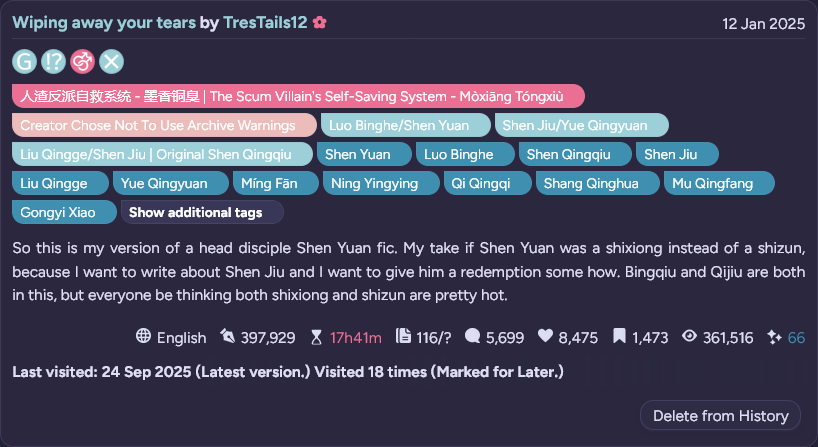 Wiping away your tears by TresTails12
12 Jan 2025
G !?
人渣反派自救系统 - 墨香铜臭 | The Scum Villain's Self-Saving System - Mòxiāng Tóngxiù
Creator Chose Not To Use Archive Warnings Luo Binghe/Shen Yuan Shen Jiu/Yue Qingyuan
Liu Qingge/Shen Jiu | Original Shen Qingqiu Shen Yuan Luo Binghe Shen Qingqiu Shen Jiu
Liu Qingge Yue Qingyuan Míng Fān Ning Yingying Qi Qingqi Shang Qinghua Mu Qingfang
Gongyi Xiao Show additional tags
So this is my version of a head disciple Shen Yuan fic. My take if Shen Yuan was a shixiong instead of a shizun,
because I want to write about Shen Jiu and I want to give him a redemption some how. Bingqiu and Qijiu are both
in this, but everyone be thinking both shixiong and shizun are pretty hot.
English 397,929 17h41m 116/? 5,699 8,475 1,473 361,516 66
Last visited: 24 Sep 2025 (Latest version.) Visited 18 times (Marked for Later.)
Delete from History